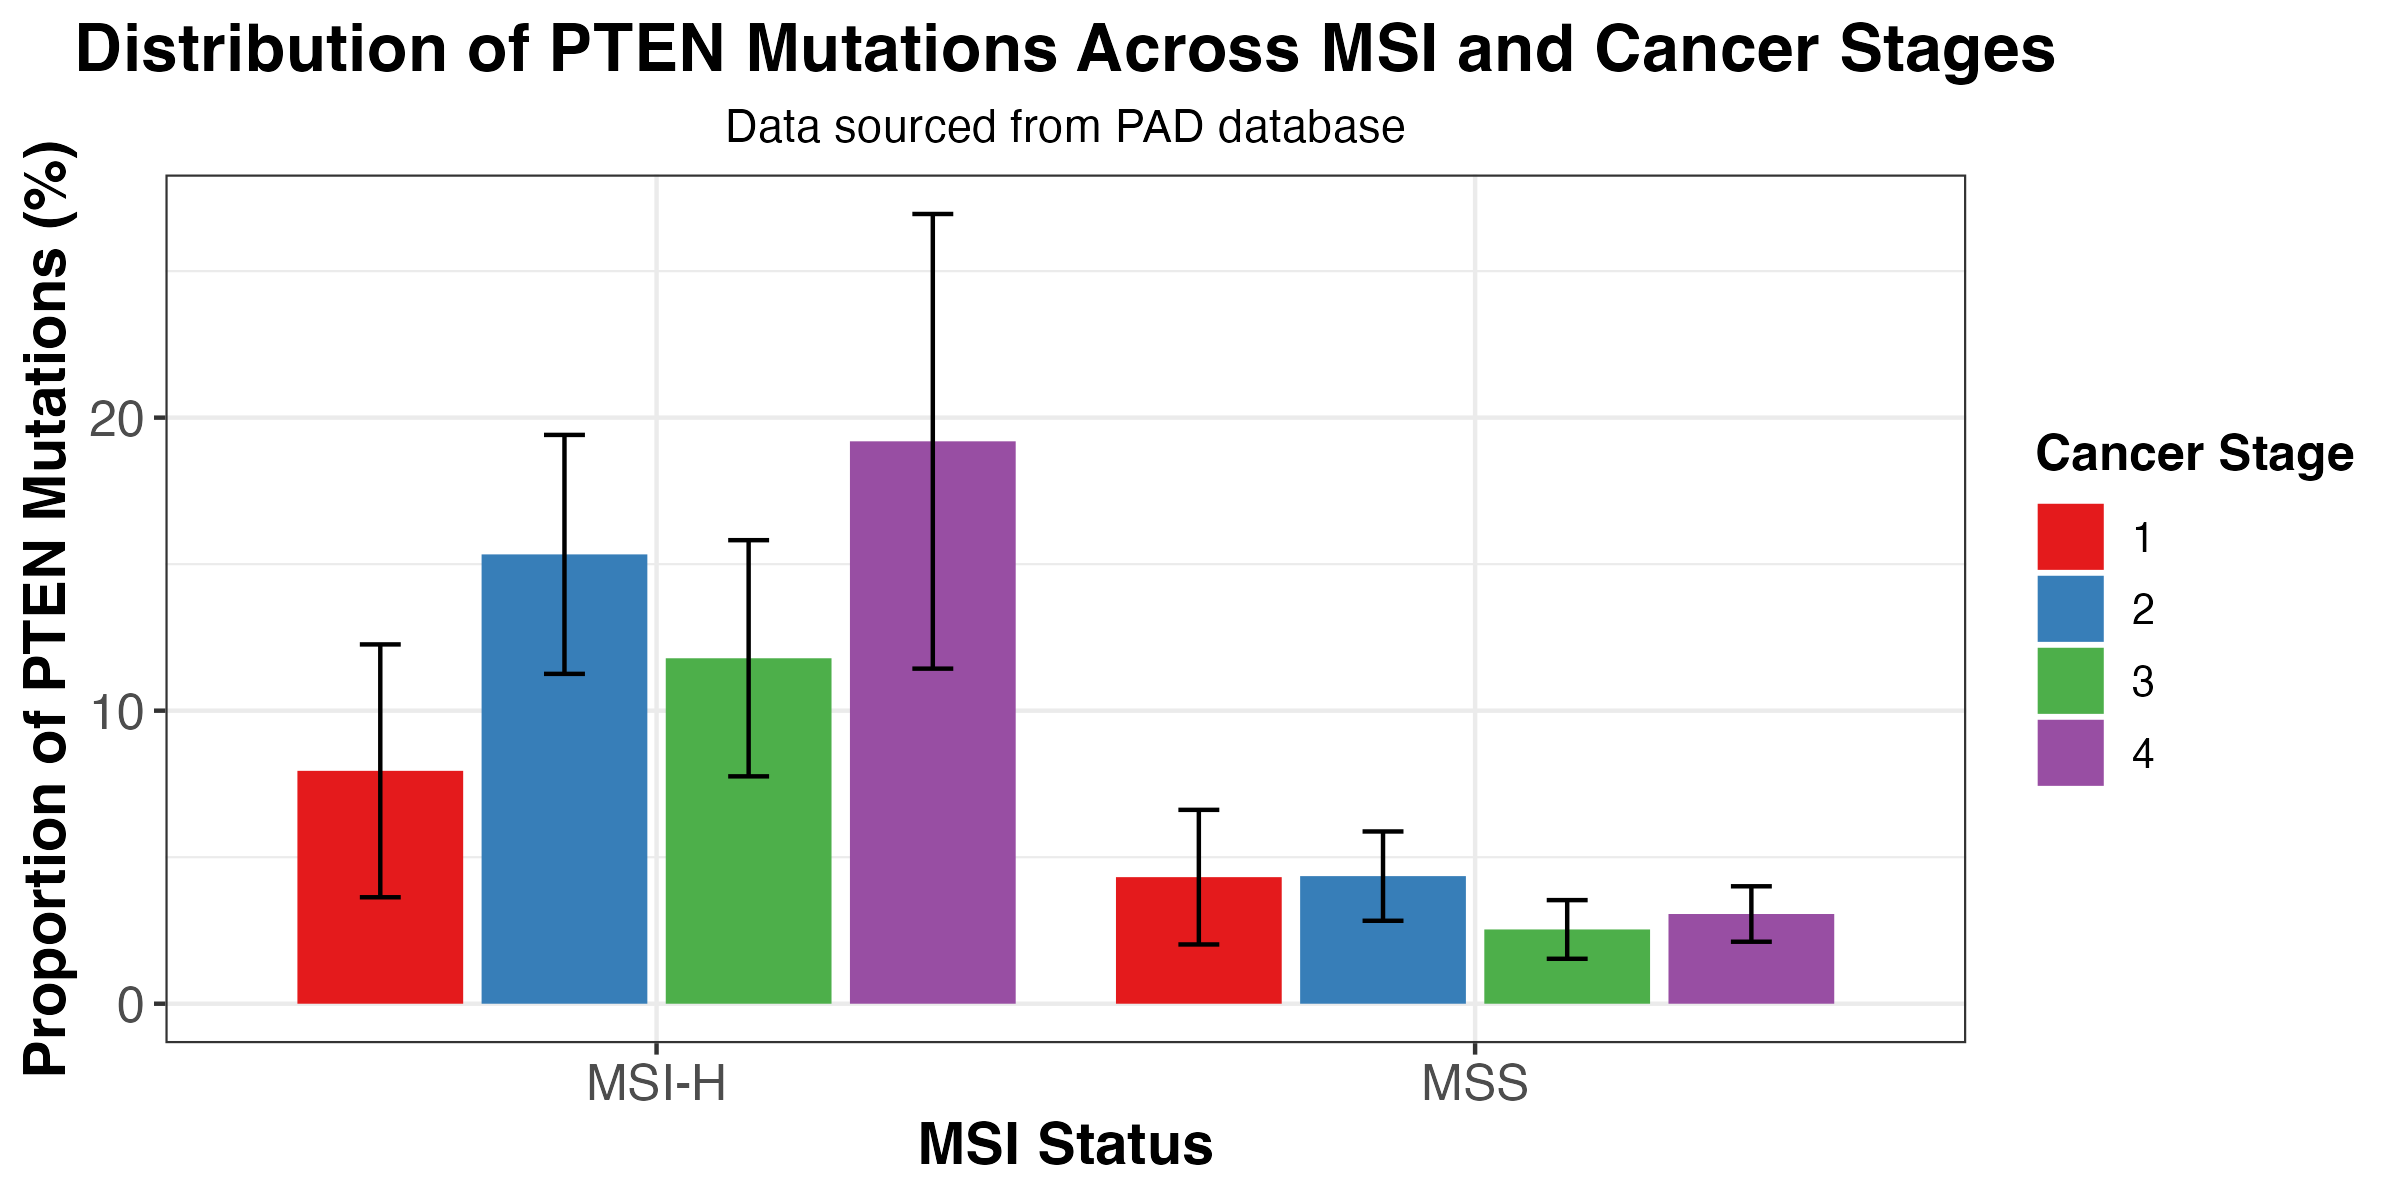 Distribution of PTEN Mutations Across MSI and Cancer Stages
Data sourced from PAD database
Proportion of PTEN Mutations (%)
20
10
0
MSI-H
MSS
MSI Status
Cancer Stage
1
2
3
4